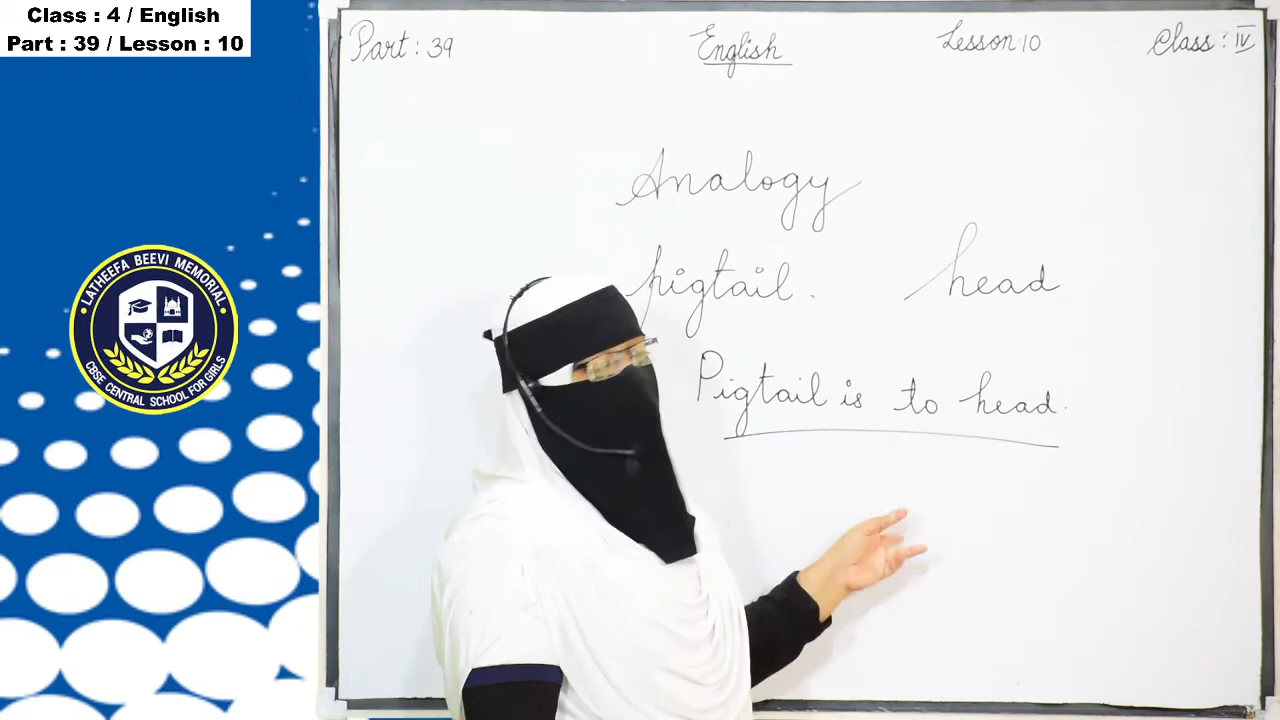 Class : 4 / English
Part : 39 / Lesson : 10
Part : 39 English Lesson:10 Class : IV
Analogy
pigtail. head
Pigtail is to head.
LATHEEFA BEEVI MEMORIAL
CBSE CENTRAL SCHOOL FOR GIRLS